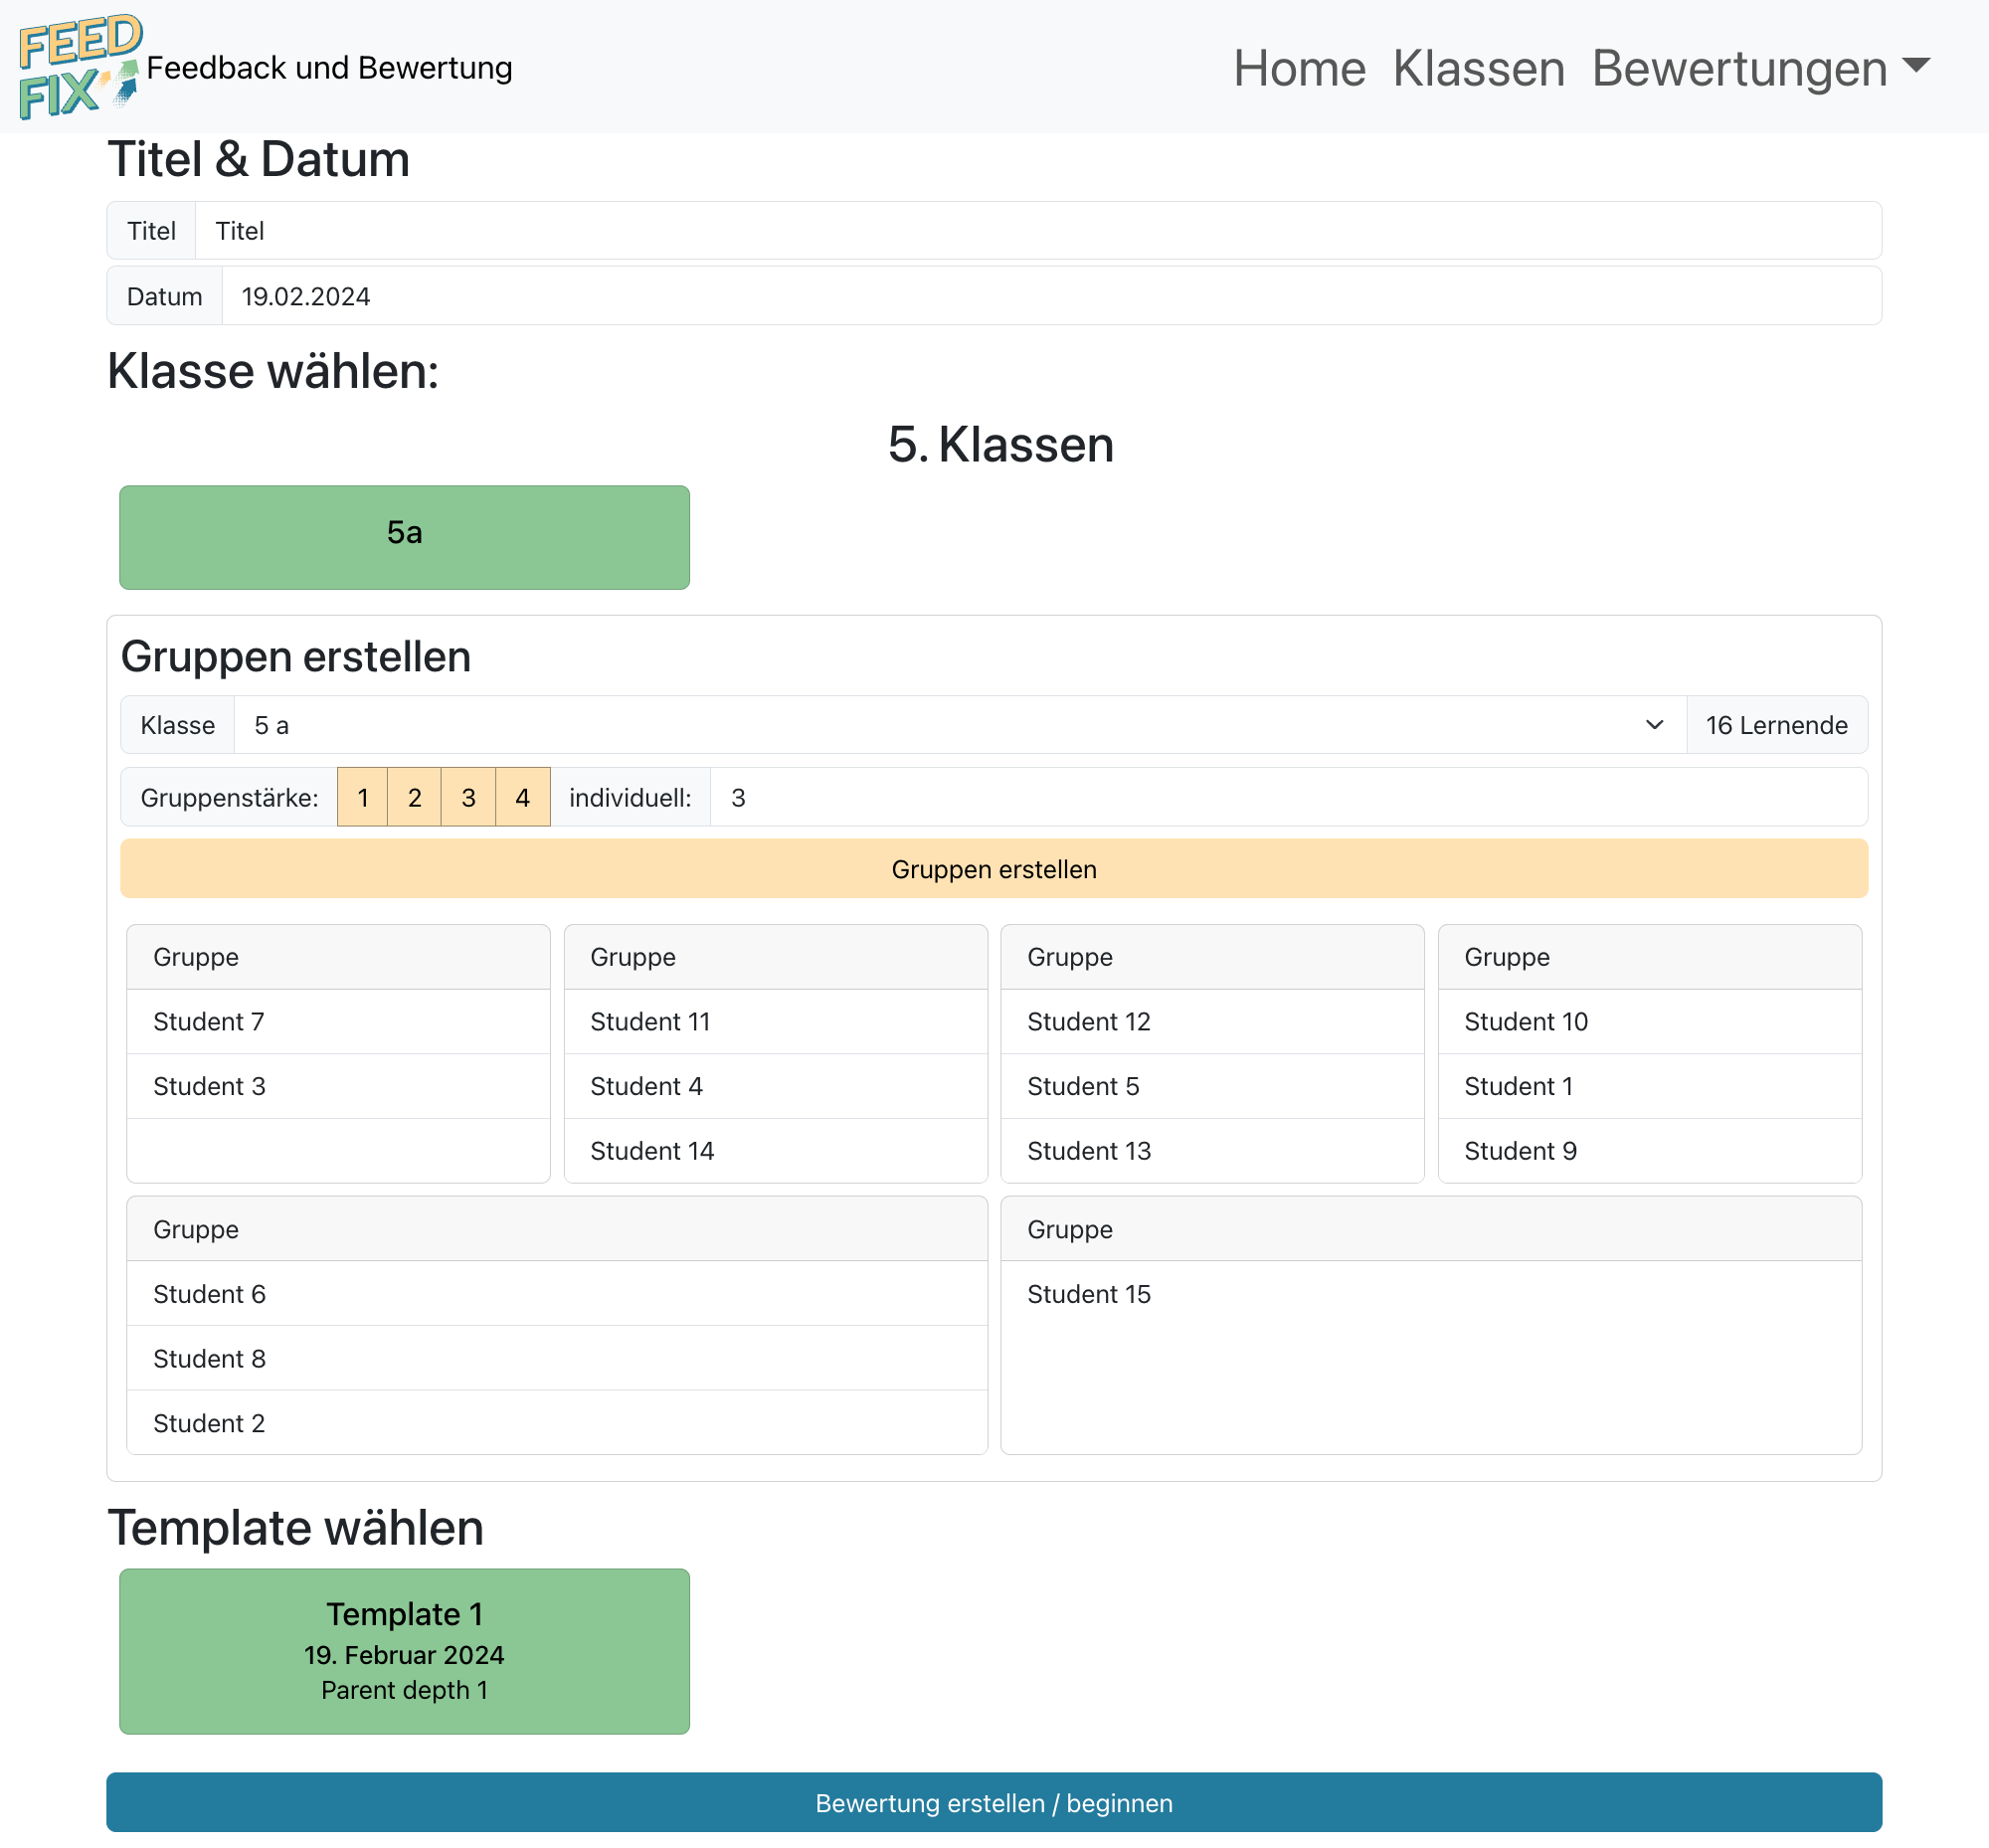 FEED
FIX
Feedback und Bewertung
Home Klassen Bewertungen
Titel & Datum
Titel Titel
Datum 19.02.2024
Klasse wählen:
5. Klassen
5a
Gruppen erstellen
Klasse 5 a 16 Lernende
Gruppenstärke: 1 2 3 4 individuell: 3
Gruppen erstellen
Gruppe
Student 7
Student 3
Gruppe
Student 11
Student 4
Student 14
Gruppe
Student 12
Student 5
Student 13
Gruppe
Student 10
Student 1
Student 9
Gruppe
Student 6
Student 8
Student 2
Gruppe
Student 15
Template wählen
Template 1
19. Februar 2024
Parent depth 1
Bewertung erstellen / beginnen